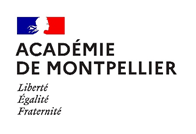 ACADÉMIE
DE MONTPELLIER
Liberté
Égalité
Fraternité